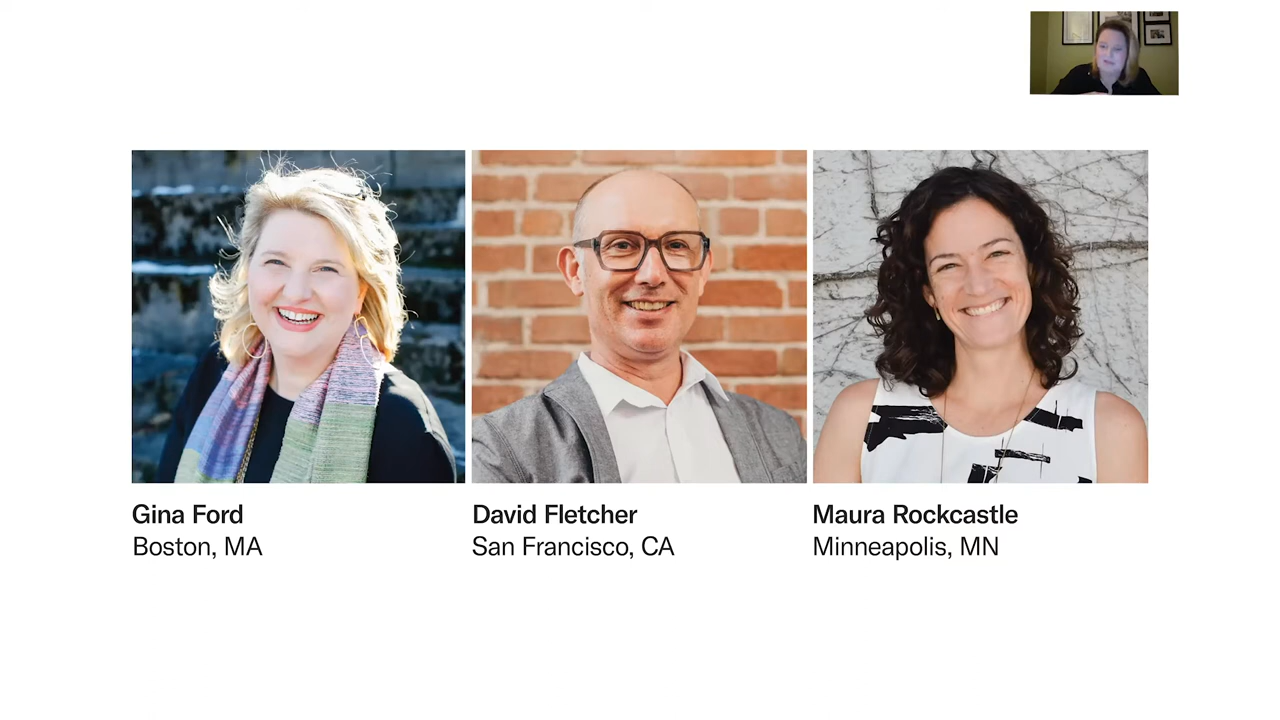 Gina Ford
Boston, MA
David Fletcher
San Francisco, CA
Maura Rockcastle
Minneapolis, MN